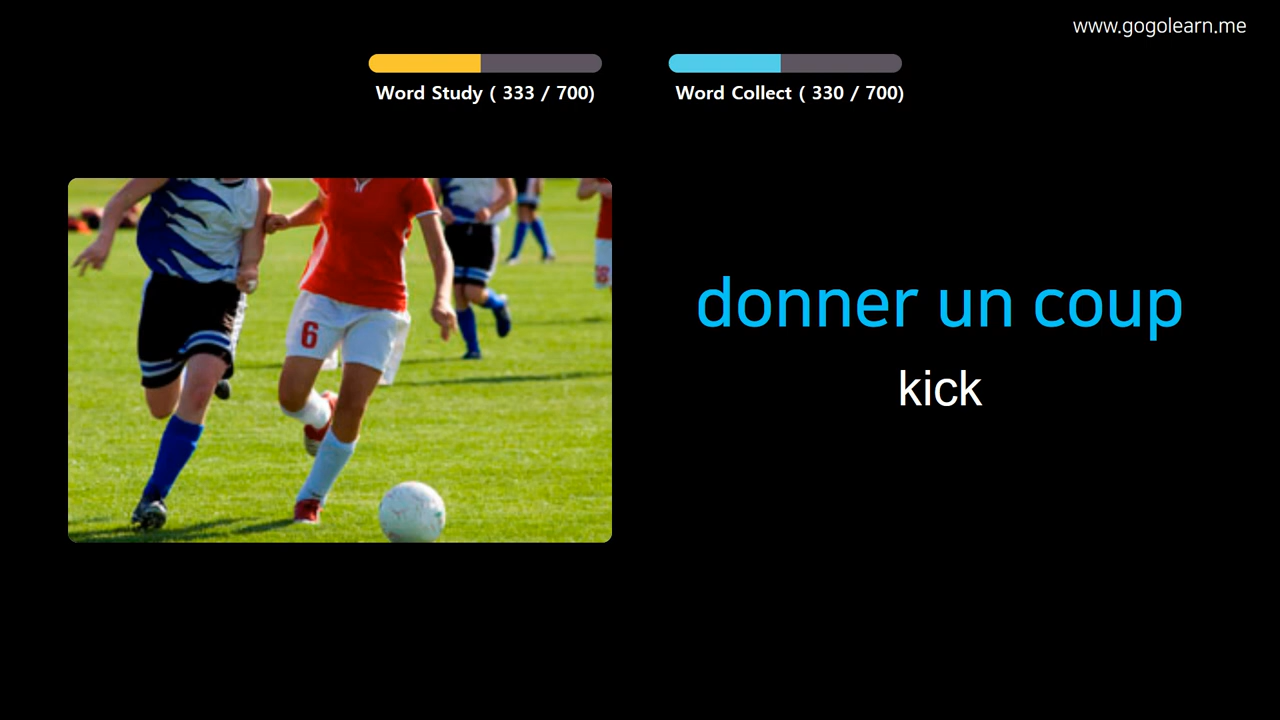 www.gogolearn.me
Word Study ( 333 / 700)
Word Collect ( 330 / 700)
6
donner un coup
kick